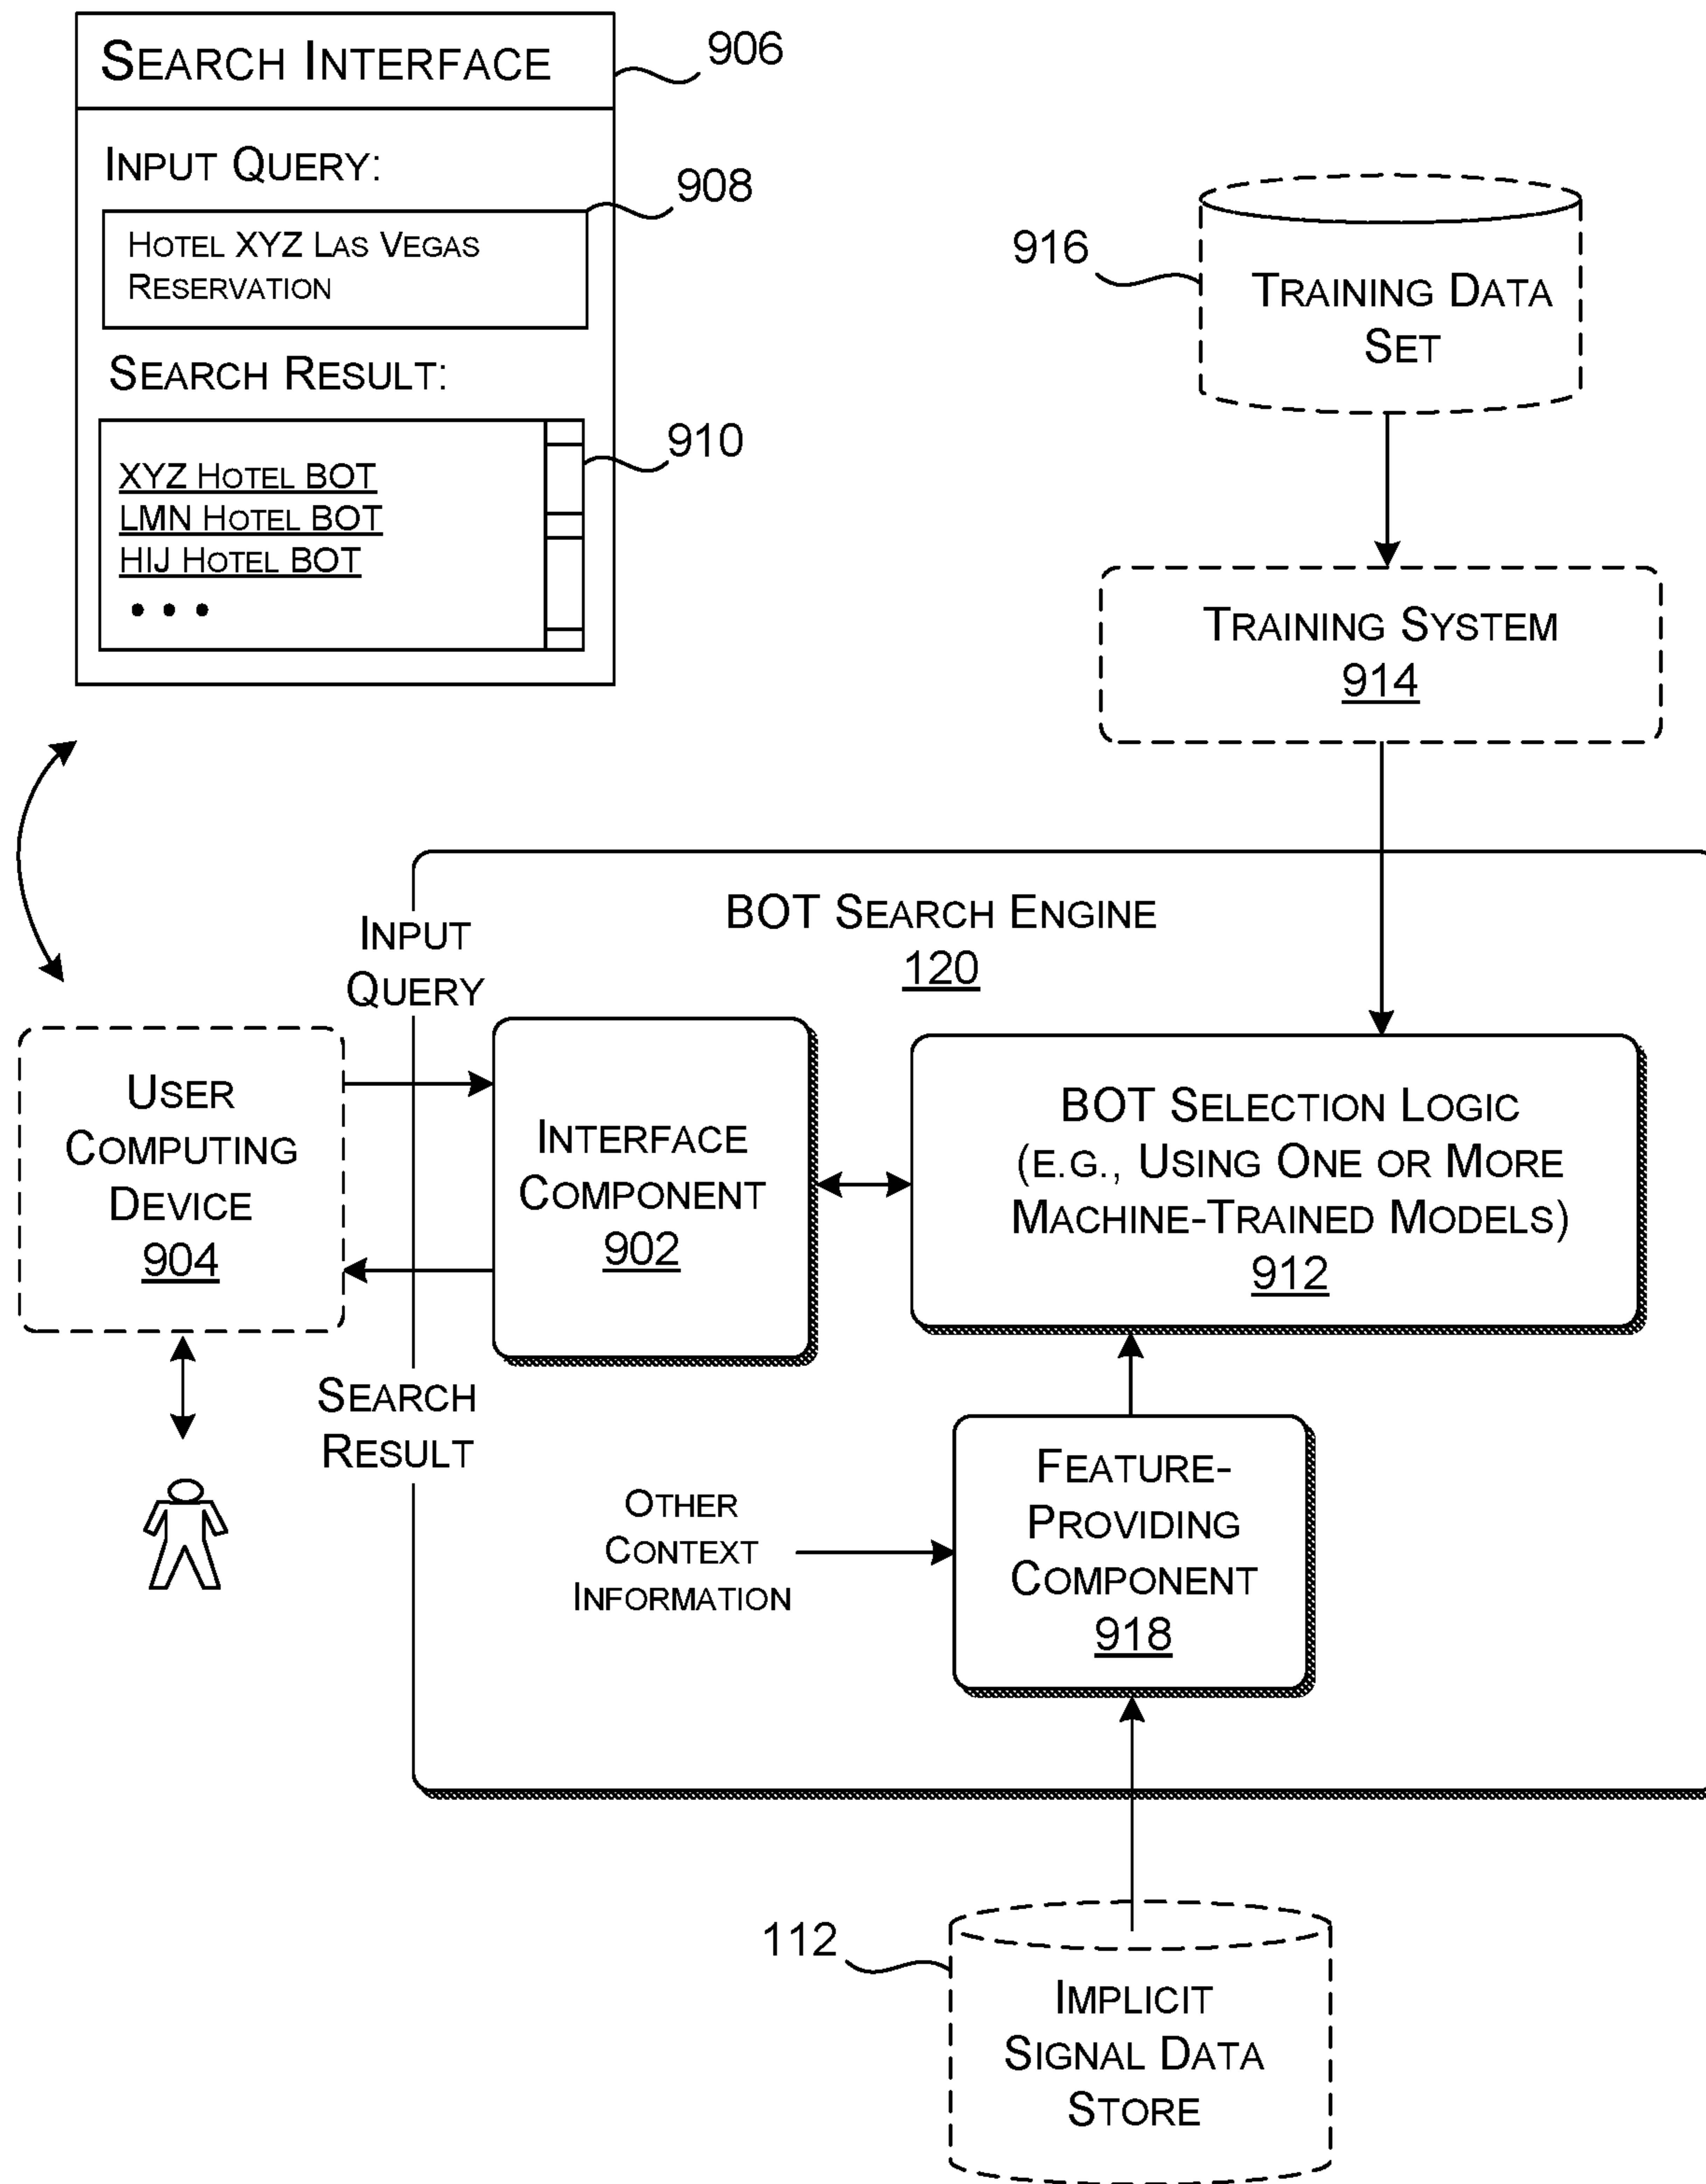 SEARCH INTERFACE
906
INPUT QUERY:
908
HOTEL XYZ LAS VEGAS
RESERVATION
SEARCH RESULT:
910
XYZ HOTEL BOT
LMN HOTEL BOT
HIJ HOTEL BOT
• • •
916
TRAINING DATA
SET
TRAINING SYSTEM
914
BOT SEARCH ENGINE
120
INPUT
QUERY
USER
COMPUTING
DEVICE
904
INTERFACE
COMPONENT
902
BOT SELECTION LOGIC
(E.G., USING ONE OR MORE
MACHINE-TRAINED MODELS)
912
SEARCH
RESULT
OTHER
CONTEXT
INFORMATION
FEATURE-
PROVIDING
COMPONENT
918
112
IMPLICIT
SIGNAL DATA
STORE